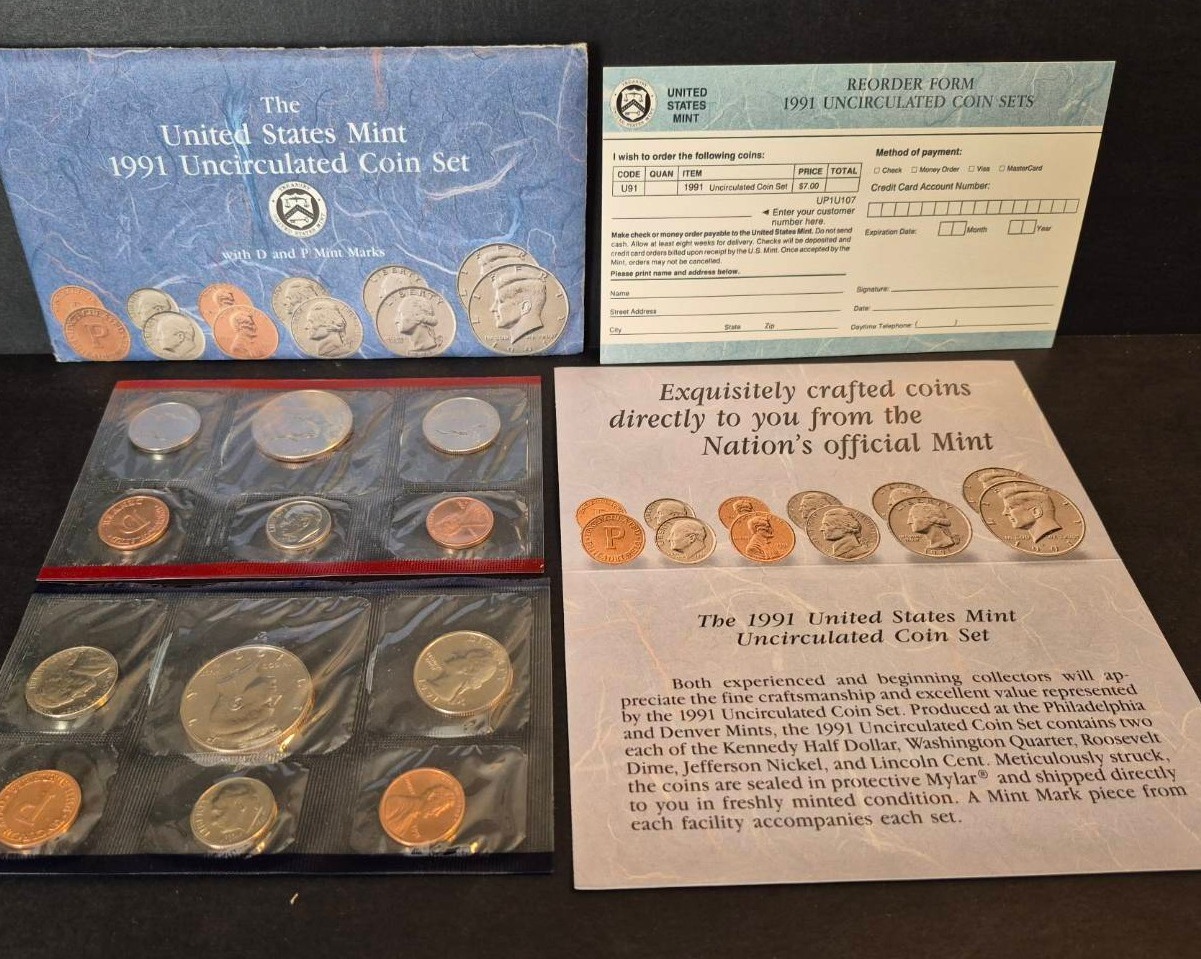 The
United States Mint
1991 Uncirculated Coin Set
TREASURY
with D and P Mint Marks
LIBERTY
P
UNITED
STATES
MINT
REORDER FORM
1991 UNCIRCULATED COIN SETS
I wish to order the following coins:
CODE QUAN ITEM PRICE TOTAL
U91 1991 Uncirculated Coin Set $7.00
UP1U107
◄ Enter your customer
number here.
Make check or money order payable to the United States Mint. Do not send
cash. Allow at least eight weeks for delivery. Checks will be deposited and
credit card orders billed upon receipt by the U.S. Mint. Once accepted by the
Mint, orders may not be cancelled.
Please print name and address below.
Name
Street Address
City State Zip
Method of payment:
□ Check □ Money Order □ Visa □ MasterCard
Credit Card Account Number:
Expiration Date: Month Year
Signature:
Date:
Daytime Telephone: ( )
Exquisitely crafted coins
directly to you from the
Nation's official Mint
P
The 1991 United States Mint
Uncirculated Coin Set
Both experienced and beginning collectors will ap-
preciate the fine craftsmanship and excellent value represented
by the 1991 Uncirculated Coin Set. Produced at the Philadelphia
and Denver Mints, the 1991 Uncirculated Coin Set contains two
each of the Kennedy Half Dollar, Washington Quarter, Roosevelt
Dime, Jefferson Nickel, and Lincoln Cent. Meticulously struck,
the coins are sealed in protective Mylar® and shipped directly
to you in freshly minted condition. A Mint Mark piece from
each facility accompanies each set.